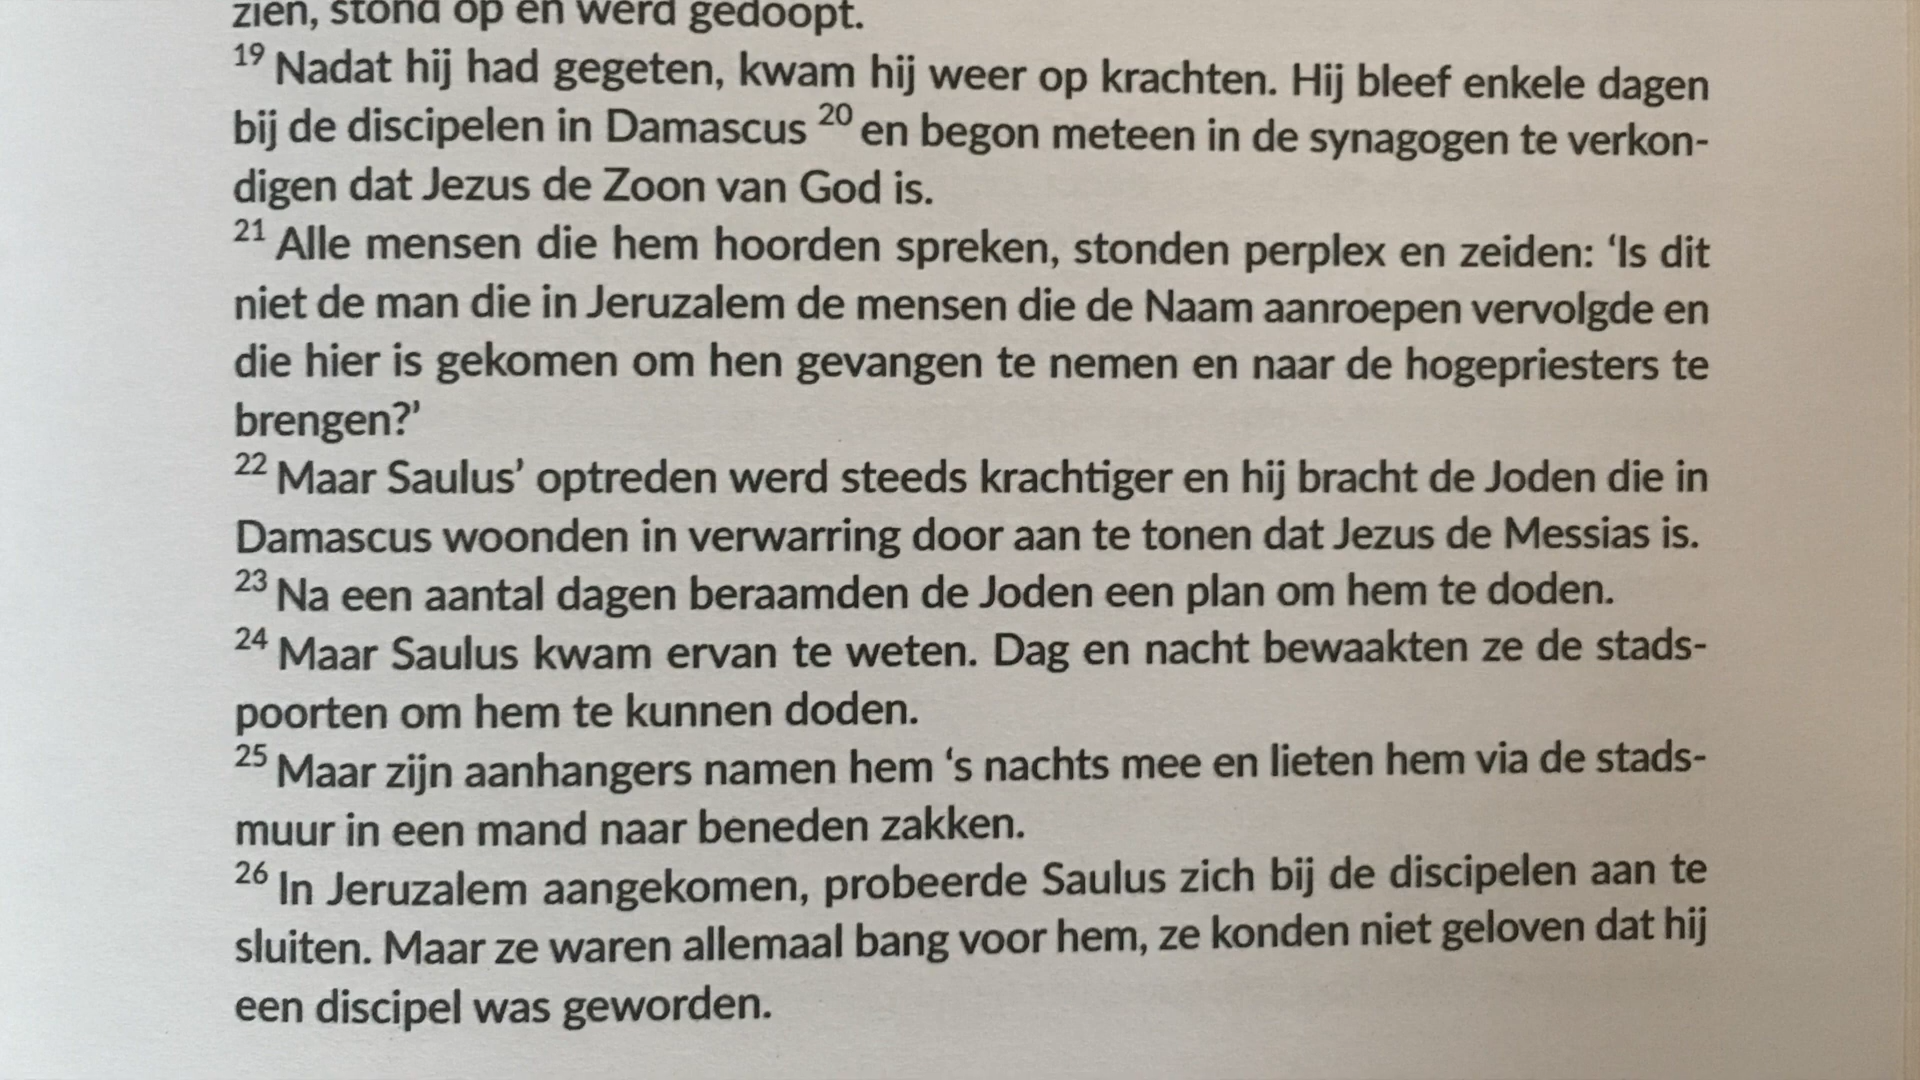 zien, stond op en werd gedoopt.
19 Nadat hij had gegeten, kwam hij weer op krachten. Hij bleef enkele dagen
bij de discipelen in Damascus 20 en begon meteen in de synagogen te verkon-
digen dat Jezus de Zoon van God is.
21 Alle mensen die hem hoorden spreken, stonden perplex en zeiden: ‘Is dit
niet de man die in Jeruzalem de mensen die de Naam aanroepen vervolgde en
die hier is gekomen om hen gevangen te nemen en naar de hogepriesters te
brengen?’
22 Maar Saulus’ optreden werd steeds krachtiger en hij bracht de Joden die in
Damascus woonden in verwarring door aan te tonen dat Jezus de Messias is.
23 Na een aantal dagen beraamden de Joden een plan om hem te doden.
24 Maar Saulus kwam ervan te weten. Dag en nacht bewaakten ze de stads-
poorten om hem te kunnen doden.
25 Maar zijn aanhangers namen hem ‘s nachts mee en lieten hem via de stads-
muur in een mand naar beneden zakken.
26 In Jeruzalem aangekomen, probeerde Saulus zich bij de discipelen aan te
sluiten. Maar ze waren allemaal bang voor hem, ze konden niet geloven dat hij
een discipel was geworden.